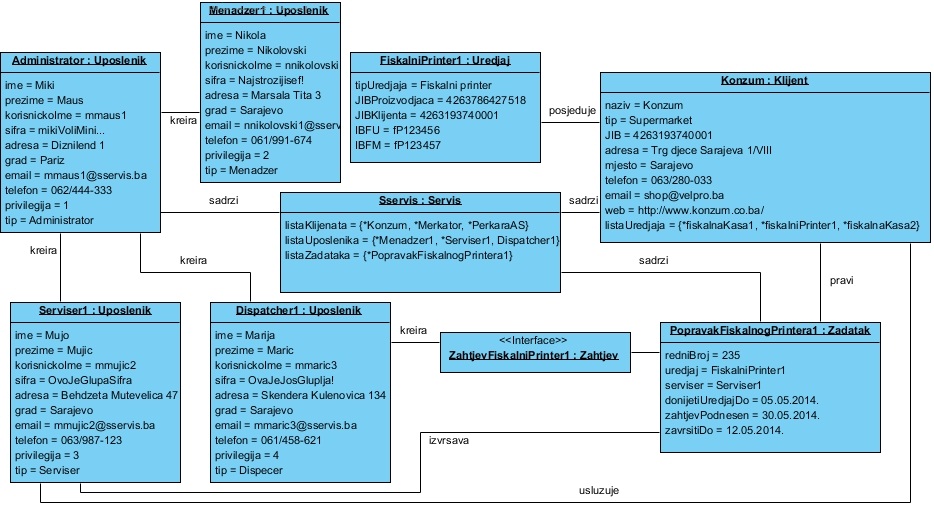 Menadzer1 : Uposlenik
ime = Nikola
prezime = Nikolovski
korisnickoIme = nnikolovski
sifra = Najstrozijisef!
adresa = Marsala Tita 3
grad = Sarajevo
email = nnikolovski1@sserv
telefon = 061/991-674
privilegija = 2
tip = Menadzer
Administrator : Uposlenik
ime = Miki
prezime = Maus
korisnickoIme = mmaus1
sifra = mikiVoliMini...
adresa = Diznilend 1
grad = Pariz
email = mmaus1@sservis.ba
telefon = 062/444-333
privilegija = 1
tip = Administrator
kreira
FiskalniPrinter1 : Uredjaj
tipUredjaja = Fiskalni printer
JIBProizvodjaca = 4263786427518
JIBKlijenta = 4263193740001
IBFU = fP123456
IBFM = fP123457
posjeduje
Konzum : Klijent
naziv = Konzum
tip = Supermarket
JIB = 4263193740001
adresa = Trg djece Sarajeva 1/VIII
mjesto = Sarajevo
telefon = 063/280-033
email = shop@velpro.ba
web = http://www.konzum.co.ba/
listaUredjaja = {*fiskalnaKasa1, *fiskalniPrinter1, *fiskalnaKasa2}
sadrzi
Sservis : Servis
listaKlijenata = {*Konzum, *Merkator, *PerkaraAS}
listaUposlenika = {*Menadzer1, *Serviser1, Dispatcher1}
listaZadataka = {*PopravakFiskalnogPrintera1}
sadrzi
kreira
kreira
sadrzi
pravi
Serviser1 : Uposlenik
ime = Mujo
prezime = Mujic
korisnickoIme = mmujic2
sifra = OvoJeGlupaSifra
adresa = Behdzeta Mutevelica 47
grad = Sarajevo
email = mmujic2@sservis.ba
telefon = 063/987-123
privilegija = 3
tip = Serviser
Dispatcher1 : Uposlenik
ime = Marija
prezime = Maric
korisnickoIme = mmaric3
sifra = OvaJeJosGluplja!
adresa = Skendera Kulenovica 134
grad = Sarajevo
email = mmaric3@sservis.ba
telefon = 061/458-621
privilegija = 4
tip = Dispecer
kreira
<<Interface>>
ZahtjevFiskalniPrinter1 : Zahtjev
PopravakFiskalnogPrintera1 : Zadatak
redniBroj = 235
uredjaj = FiskalniPrinter1
serviser = Serviser1
donijetiUredjajDo = 05.05.2014.
zahtjevPodnesen = 30.05.2014.
zavrsitiDo = 12.05.2014.
izvrsava
usluzuje